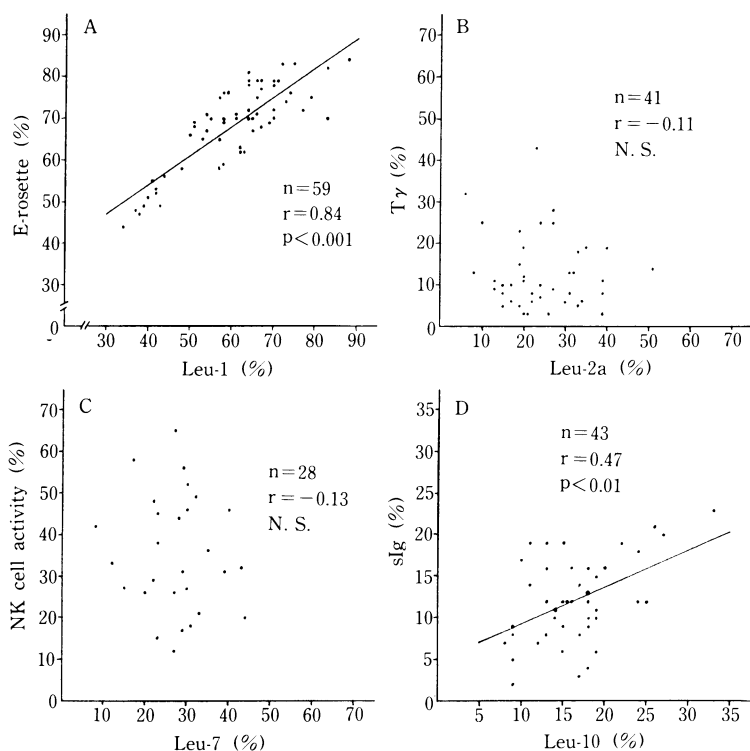 A
90
80
70
60
50
40
30
0
E-rosette (%)
n=59
r=0.84
p<0.001
30 40 50 60 70 80 90
Leu-1 (%)
B
70
60
50
40
30
20
10
0
Tγ (%)
n=41
r=-0.11
N. S.
10 20 30 40 50 60 70
Leu-2a (%)
C
70
60
50
40
30
20
10
0
NK cell activity (%)
n=28
r=-0.13
N. S.
10 20 30 40 50 60 70
Leu-7 (%)
D
35
30
25
20
15
10
5
0
sIg (%)
n=43
r=0.47
p<0.01
5 10 15 20 25 30 35
Leu-10 (%)